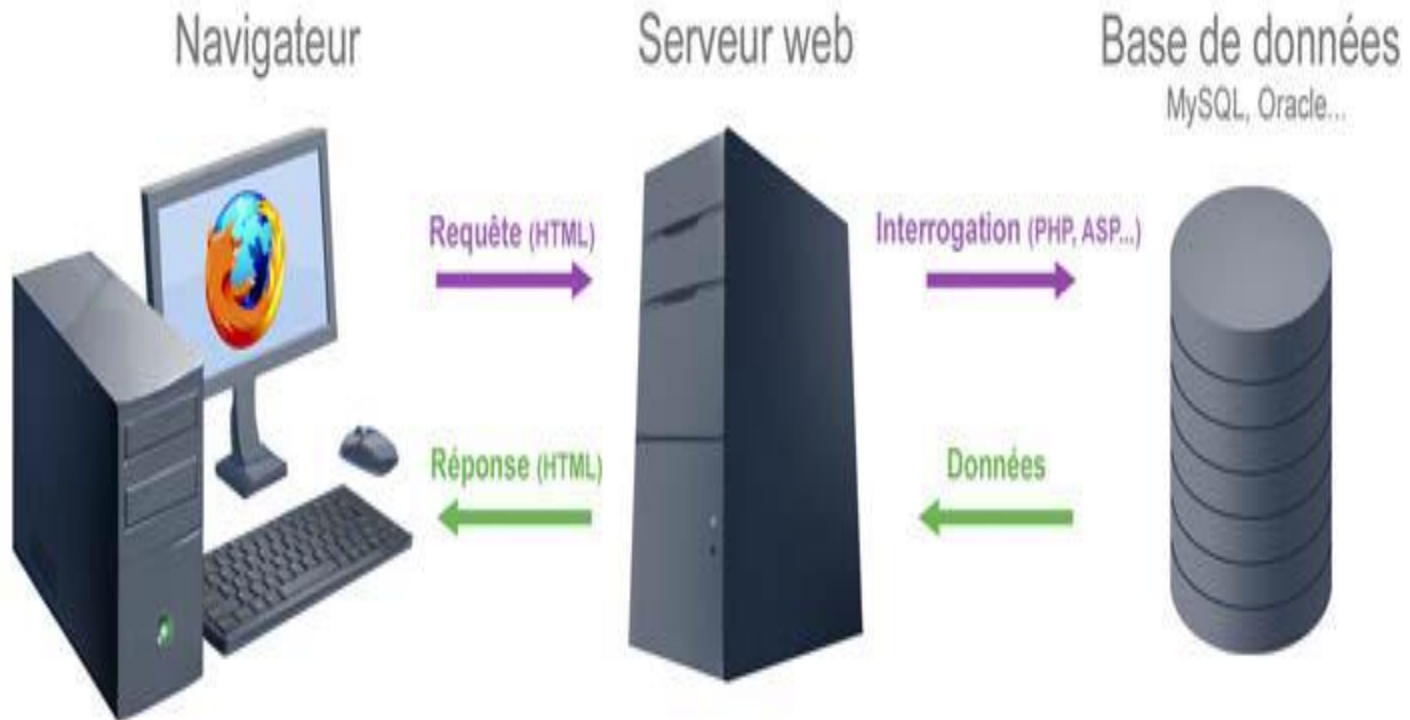 Navigateur
Serveur web
Base de données
MySQL, Oracle...
Requête (HTML)
Interrogation (PHP, ASP...)
Réponse (HTML)
Données